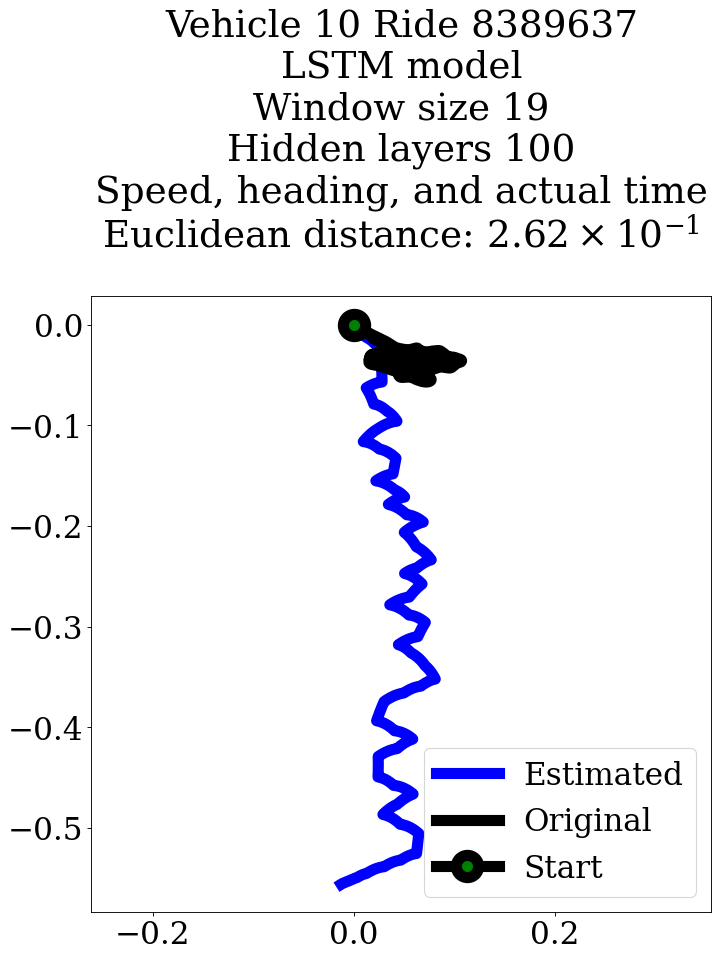 Vehicle 10 Ride 8389637
LSTM model
Window size 19
Hidden layers 100
Speed, heading, and actual time
Euclidean distance: 2.62 × 10⁻¹
0.0
−0.1
−0.2
−0.3
−0.4
−0.5
Estimated
Original
Start
−0.2
0.0
0.2